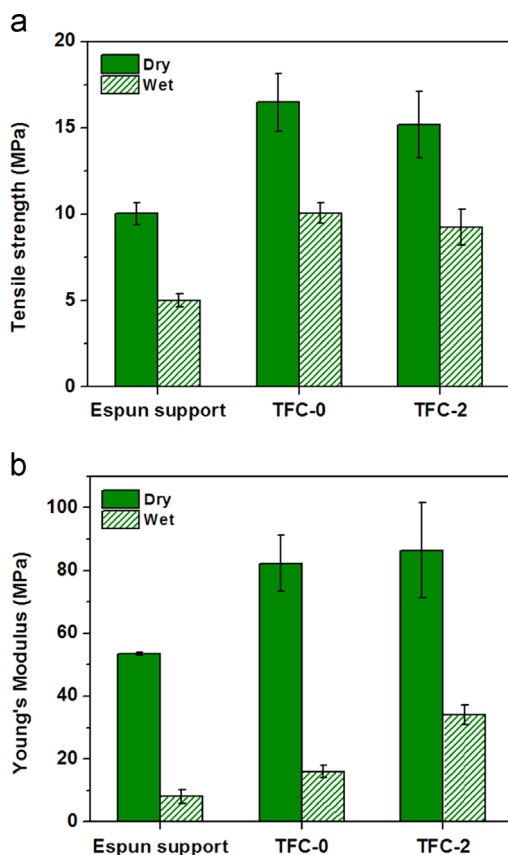 a
20
Dry
Wet
15
10
5
0
Tensile strength (MPa)
Espun support TFC-0 TFC-2
b
100
Dry
Wet
80
60
40
20
0
Young's Modulus (MPa)
Espun support TFC-0 TFC-2